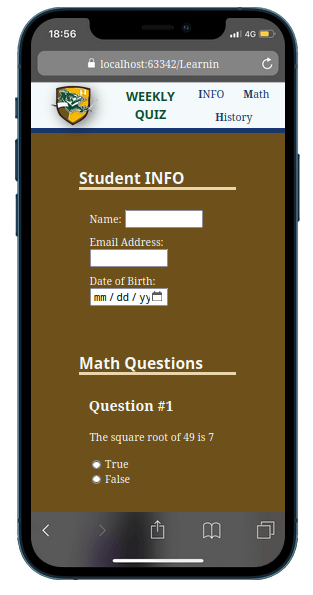 18:56
4G
localhost:63342/Learnin
WEEKLY
QUIZ
INFO Math
History
Student INFO
Name:
Email Address:
Date of Birth:
mm / dd / yy
Math Questions
Question #1
The square root of 49 is 7
True
False